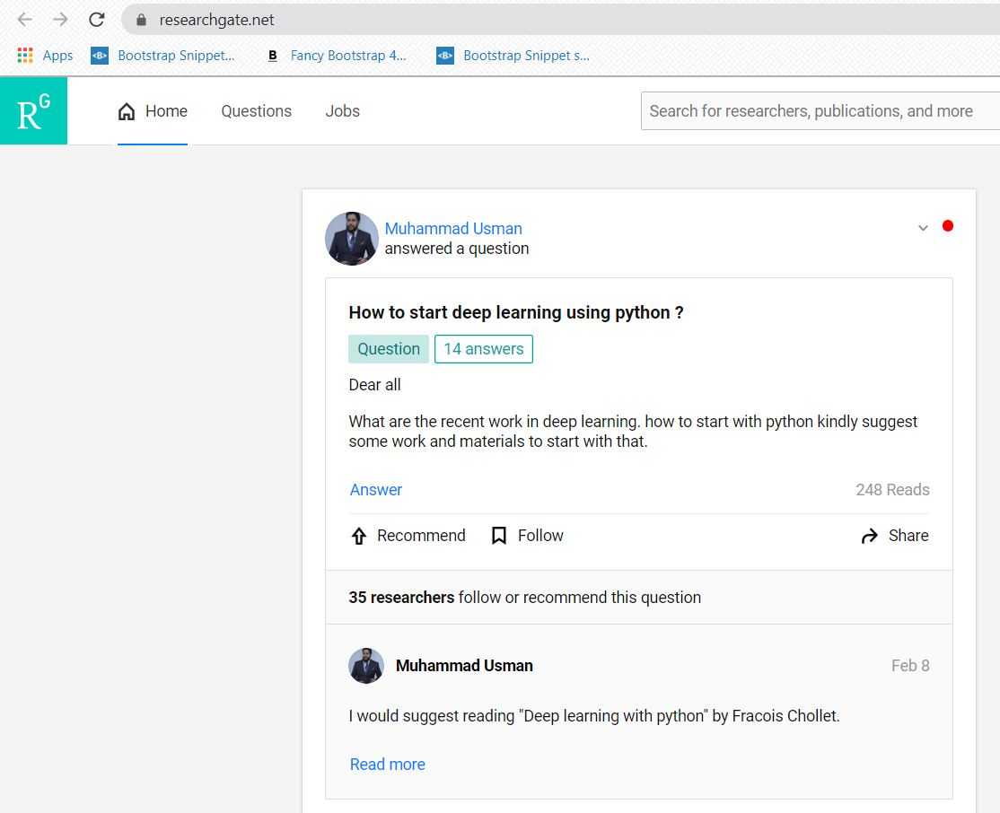 researchgate.net
Apps Bootstrap Snippet... B Fancy Bootstrap 4... Bootstrap Snippet s...
RG Home Questions Jobs Search for researchers, publications, and more
Muhammad Usman
answered a question
How to start deep learning using python ?
Question 14 answers
Dear all
What are the recent work in deep learning. how to start with python kindly suggest
some work and materials to start with that.
Answer 248 Reads
Recommend Follow Share
35 researchers follow or recommend this question
Muhammad Usman Feb 8
I would suggest reading "Deep learning with python" by Fracois Chollet.
Read more